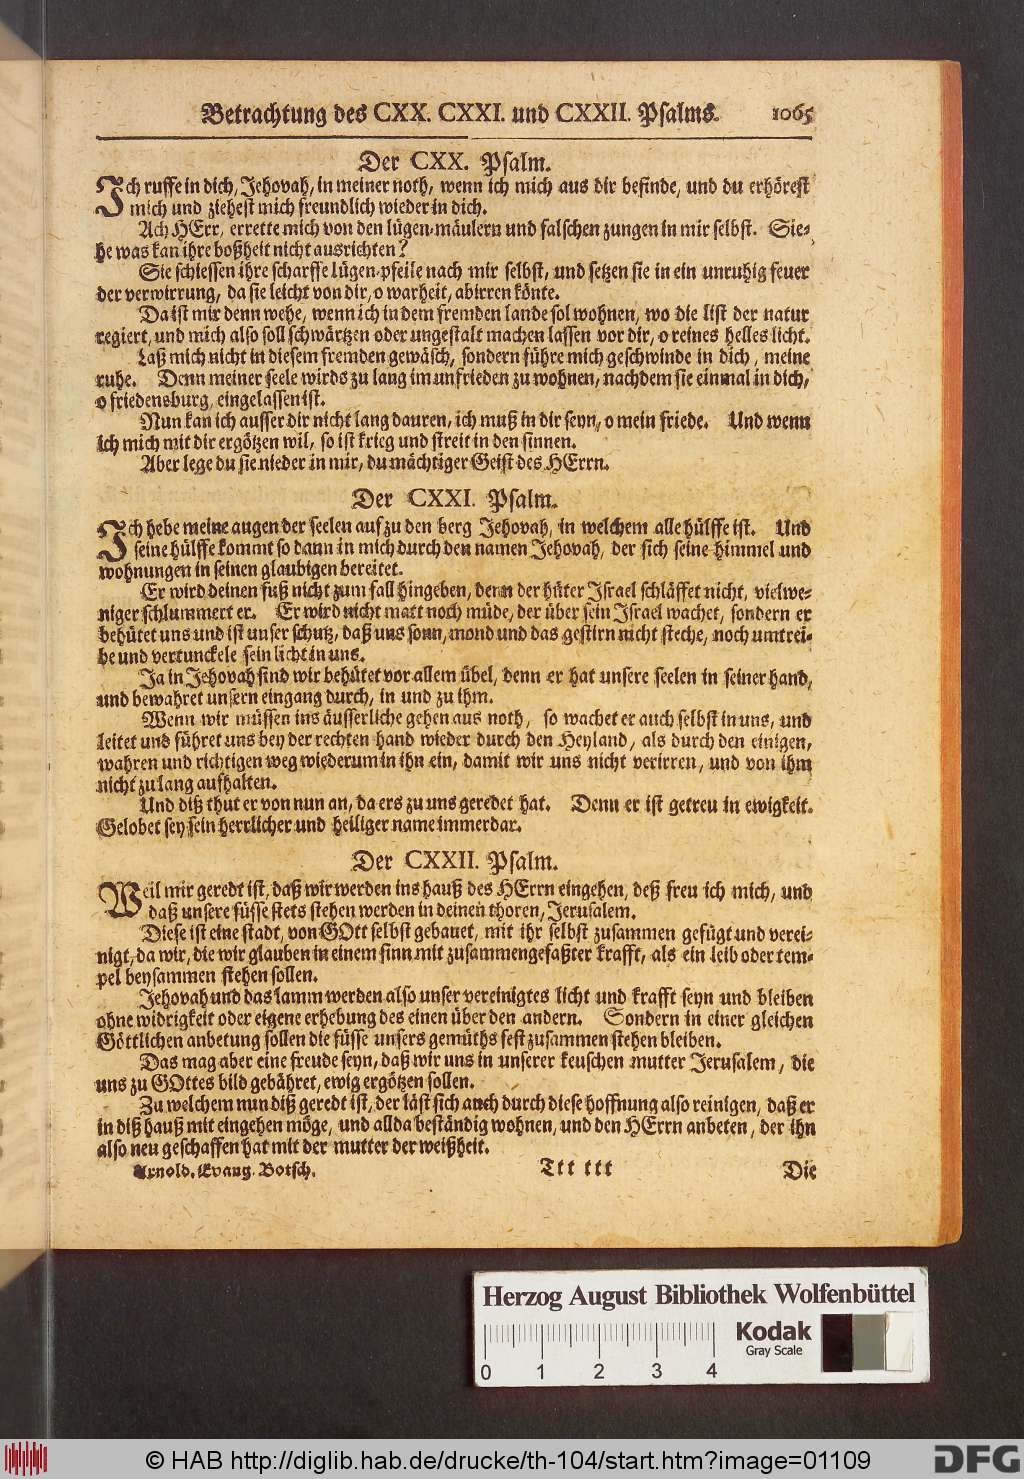 Betrachtung des CXX. CXXI. und CXXII. Psalms. 1065
Der CXX. Psalm.
Jch ruffe in dich, Jehovah, in meiner noth, wenn ich mich aus dir befinde, und du erhörest
mich und ziehest mich freundlich wieder in dich.
Ach HErr, errette mich von den lügen-mäulern und falschen zungen in mir selbst. Sie-
he was kan ihre boßheit nicht ausrichten?
Sie schiessen ihre scharffe lügen-pfeile nach mir selbst, und setzen sie in ein unruhig feuer
der verwirrung, da sie leicht von dir, o warheit, abirren könte.
Da ist mir denn wehe, wenn ich in dem fremden lande sol wohnen, wo die list der natur
regiert, und mich also soll schwärtzen oder ungestalt machen lassen vor dir, o reines helles licht.
Laß mich nicht in diesem fremden gewäsch, sondern führe mich geschwinde in dich, meine
ruhe. Denn meiner seele wirds zu lang im unfrieden zu wohnen, nachdem sie einmal in dich,
o friedensburg, eingelassen ist.
Nun kan ich ausser dir nicht lang dauren, ich muß in dir seyn, o mein friede. Und wenn
ich mich mit dir ergötzen wil, so ist krieg und streit in den sinnen.
Aber lege du sie nieder in mir, du mächtiger Geist des HErrn.
Der CXXI. Psalm.
Jch hebe meine augen der seelen auf zu den berg Jehovah, in welchem alle hülffe ist. Und
seine hülffe kommt so dann in mich durch den namen Jehovah, der sich seine himmel und
wohnungen in seinen glaubigen bereitet.
Er wird deinen fuß nicht zum fall hingeben, denn der hüter Israel schläffet nicht, vielwe-
niger schlummert er. Er wird nicht matt noch müde, der über sein Israel wachet, sondern er
behütet uns und ist unser schutz, daß uns sonn, mond und das gestirn nicht steche, noch umtrei-
be und vertunckele sein licht in uns.
Ja in Jehovah sind wir behütet vor allem übel, denn er hat unsere seelen in seiner hand,
und bewahret unsern eingang durch, in und zu ihm.
Wenn wir müssen ins äusserliche gehen aus noth, so wachet er auch selbst in uns, und
leitet und führet uns bey der rechten hand wieder durch den Heyland, als durch den einigen,
wahren und richtigen weg wiederum in ihn ein, damit wir uns nicht verirren, und von ihm
nicht zu lang aufhalten.
Und diß thut er von nun an, da ers zu uns geredet hat. Denn er ist getreu in ewigkeit.
Gelobet sey sein herrlicher und heiliger name immerdar.
Der CXXII. Psalm.
Weil mir geredt ist, daß wir werden ins hauß des HErrn eingehen, deß freu ich mich, und
daß unsere füsse stets stehen werden in deinen thoren, Jerusalem.
Diese ist eine stadt, von GOtt selbst gebauet, mit ihr selbst zusammen gefügt und verei-
nigt, da wir, die wir glauben in einem sinn mit zusammengefaßter krafft, als ein leib oder tem-
pel beysammen stehen sollen.
Jehovah und das lamm werden also unser vereinigtes licht und krafft seyn und bleiben
ohne widrigkeit oder eigene erhebung des einen über den andern. Sondern in einer gleichen
Göttlichen anbetung sollen die füsse unsers gemüths fest zusammen stehen bleiben.
Das mag aber eine freude seyn, daß wir uns in unserer keuschen mutter Jerusalem, die
uns zu GOttes bild gebähret, ewig ergötzen sollen.
Zu welchem nun diß geredt ist, der läst sich auch durch diese hoffnung also reinigen, daß er
in diß hauß mit eingehen möge, und allda beständig wohnen, und den HErrn anbeten, der ihn
also neu geschaffen hat mit der mutter der weißheit.
Arnold. Evang. Botsch. Ttt ttt Die
Herzog August Bibliothek Wolfenbüttel
Kodak
Gray Scale
0 1 2 3 4
© HAB http://diglib.hab.de/drucke/th-104/start.htm?image=01109
DFG